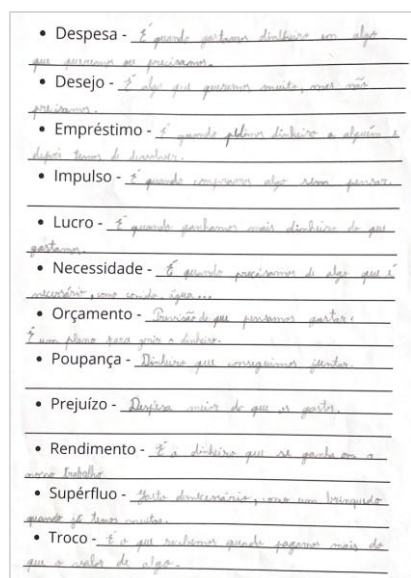 • Despesa - É quando gastamos dinheiro em algo
que queremos ou precisamos.
• Desejo - É algo que queremos muito, mas não
precisamos.
• Empréstimo - É quando pedimos dinheiro a alguém e
depois temos de devolver.
• Impulso - É quando compramos algo sem pensar.
• Lucro - É quando ganhamos mais dinheiro do que
gastamos.
• Necessidade - É quando precisamos de algo que é
necessário, como comida, água...
• Orçamento - Previsão do que pensamos gastar.
É um plano para gerir o dinheiro.
• Poupança - Dinheiro que conseguimos juntar.
• Prejuízo - Despesa maior do que os gastos.
• Rendimento - É o dinheiro que se ganha com o
nosso trabalho
• Supérfluo - Gasto desnecessário, como um brinquedo
quando já temos muitos.
• Troco - É o que recebemos quando pagamos mais do
que o valor de algo.